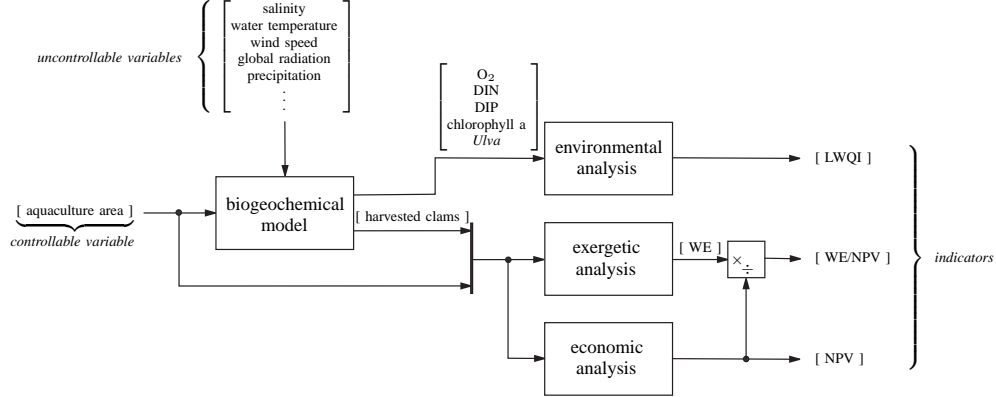 salinity
water temperature
wind speed
global radiation
precipitation
uncontrollable variables
O₂
DIN
DIP
chlorophyll a
Ulva
environmental
analysis
[ LWQI ]
[ aquaculture area ]
controllable variable
biogeochemical
model
[ harvested clams ]
exergetic
analysis
[ WE ]
×
÷
[ WE/NPV ]
indicators
economic
analysis
[ NPV ]